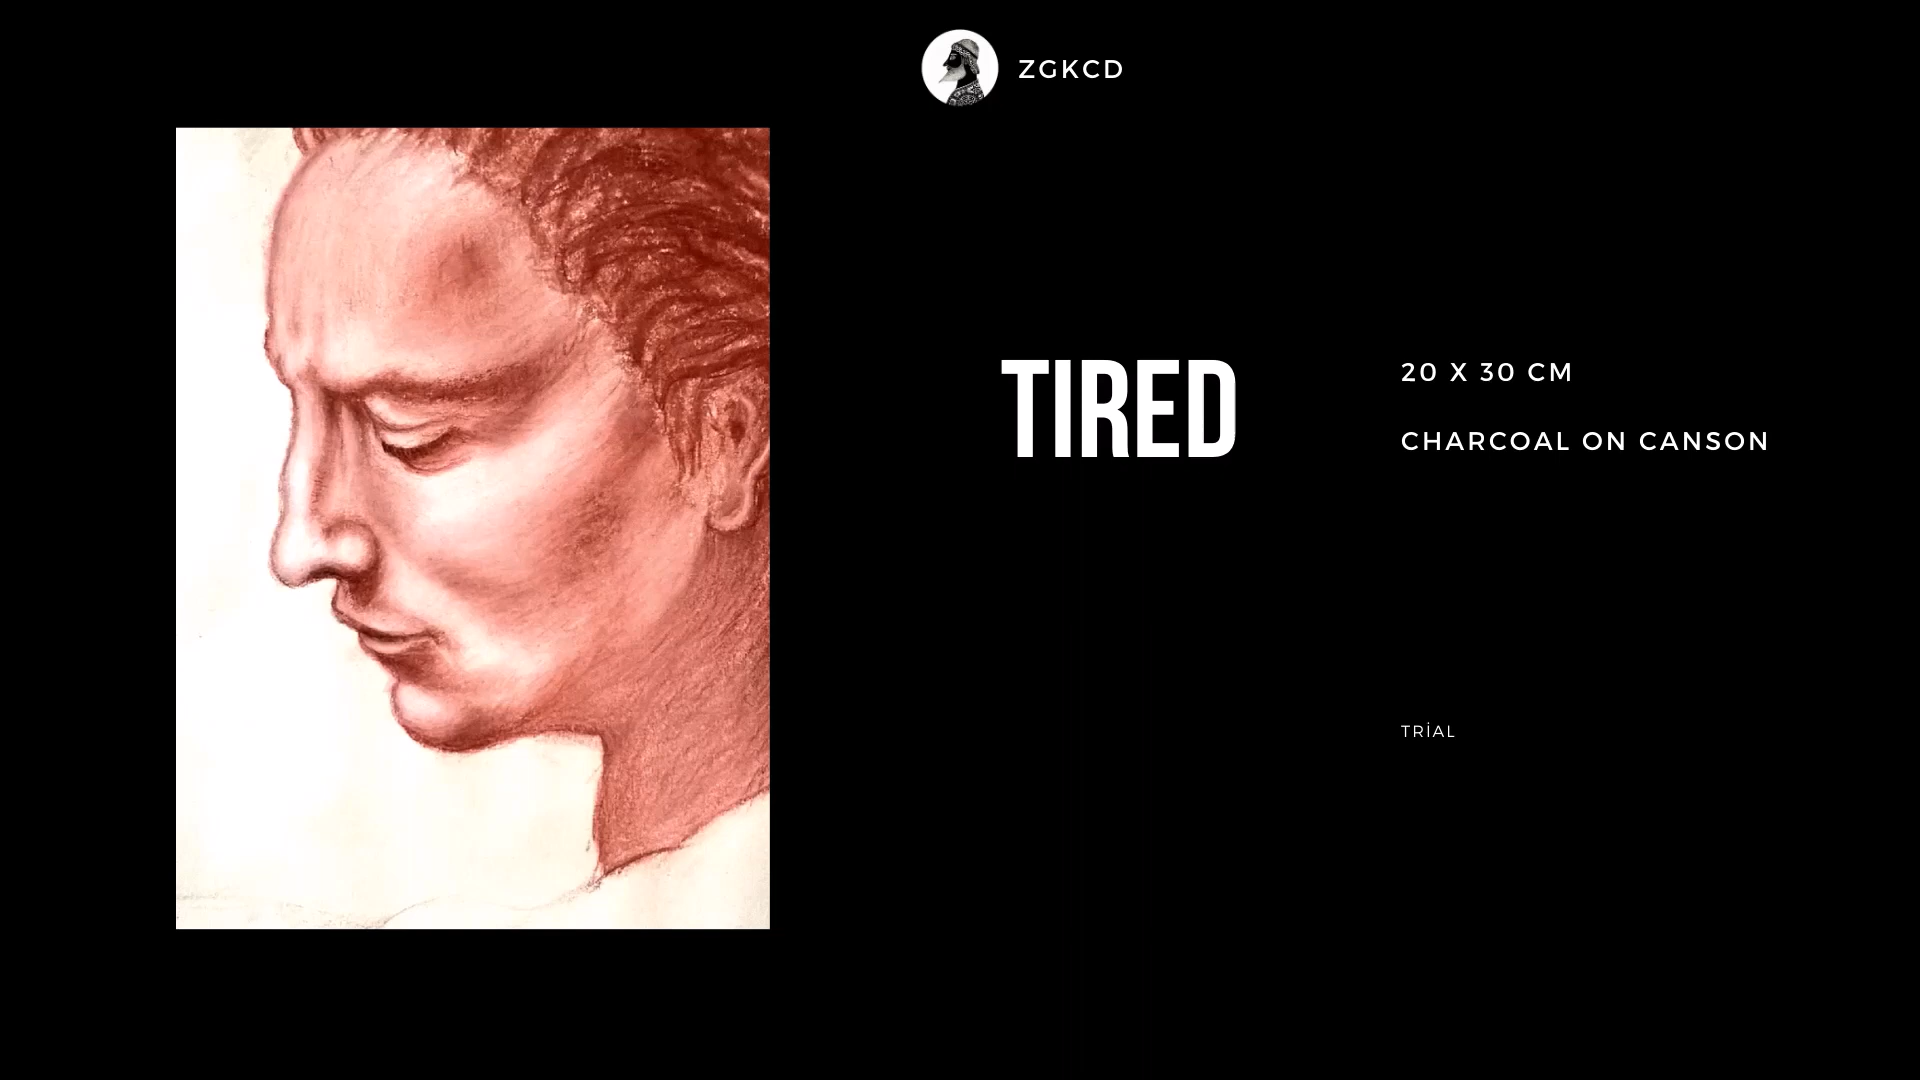 ZGKCD
TIRED
20 X 30 CM
CHARCOAL ON CANSON
TRİAL